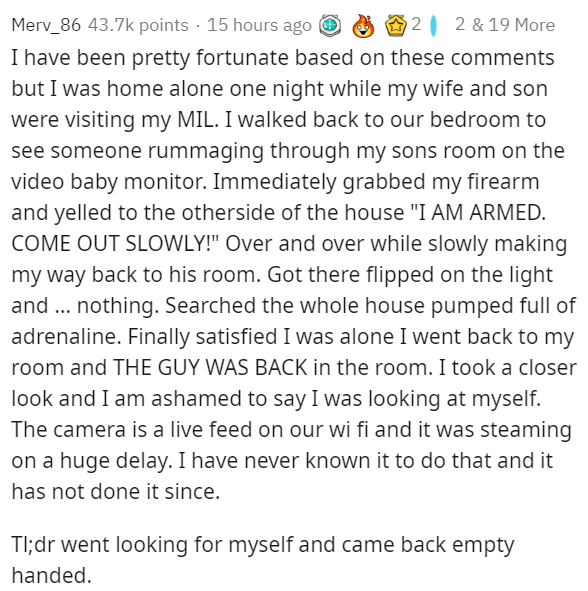 Merv_86 43.7k points · 15 hours ago 2 2 & 19 More
I have been pretty fortunate based on these comments
but I was home alone one night while my wife and son
were visiting my MIL. I walked back to our bedroom to
see someone rummaging through my sons room on the
video baby monitor. Immediately grabbed my firearm
and yelled to the otherside of the house "I AM ARMED.
COME OUT SLOWLY!" Over and over while slowly making
my way back to his room. Got there flipped on the light
and ... nothing. Searched the whole house pumped full of
adrenaline. Finally satisfied I was alone I went back to my
room and THE GUY WAS BACK in the room. I took a closer
look and I am ashamed to say I was looking at myself.
The camera is a live feed on our wi fi and it was steaming
on a huge delay. I have never known it to do that and it
has not done it since.
Tl;dr went looking for myself and came back empty
handed.